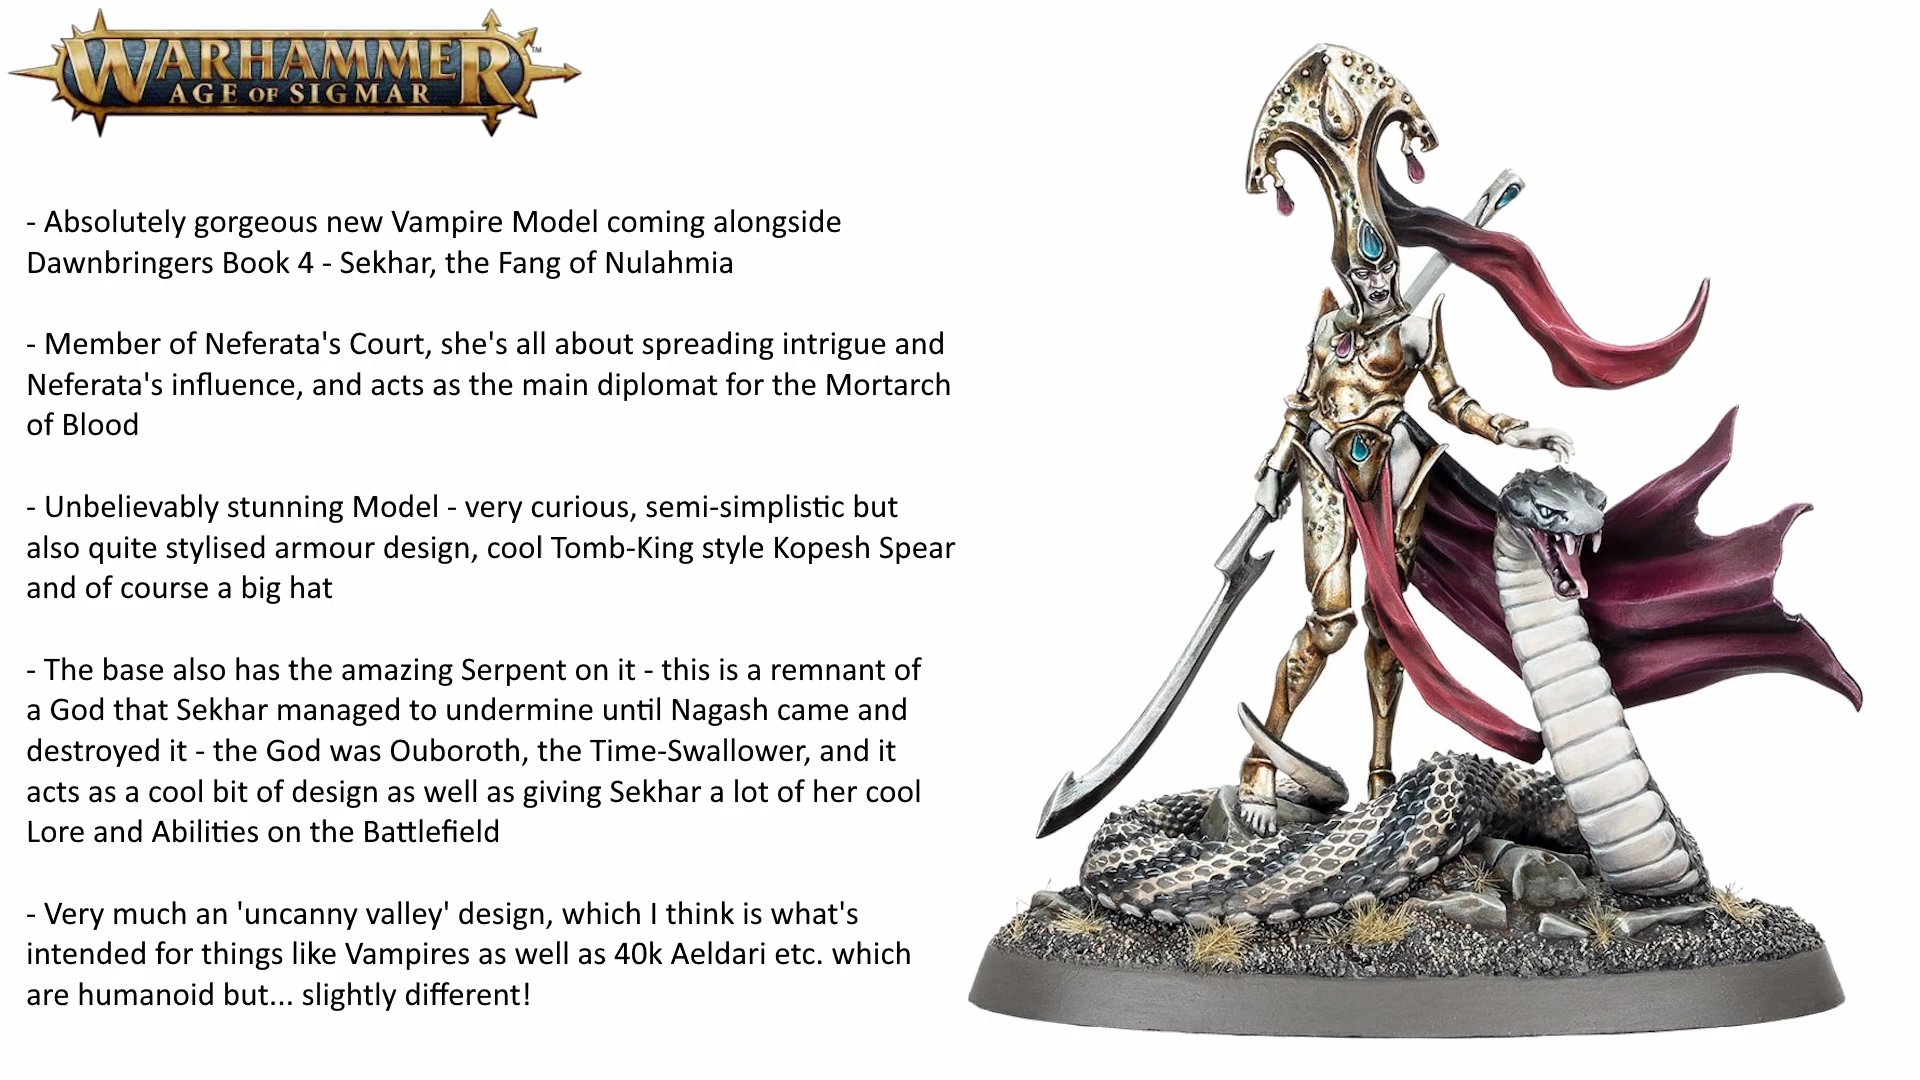 WARHAMMER™
AGE OF SIGMAR
- Absolutely gorgeous new Vampire Model coming alongside
Dawnbringers Book 4 - Sekhar, the Fang of Nulahmia
- Member of Neferata's Court, she's all about spreading intrigue and
Neferata's influence, and acts as the main diplomat for the Mortarch
of Blood
- Unbelievably stunning Model - very curious, semi-simplistic but
also quite stylised armour design, cool Tomb-King style Kopesh Spear
and of course a big hat
- The base also has the amazing Serpent on it - this is a remnant of
a God that Sekhar managed to undermine until Nagash came and
destroyed it - the God was Ouboroth, the Time-Swallower, and it
acts as a cool bit of design as well as giving Sekhar a lot of her cool
Lore and Abilities on the Battlefield
- Very much an 'uncanny valley' design, which I think is what's
intended for things like Vampires as well as 40k Aeldari etc. which
are humanoid but... slightly different!